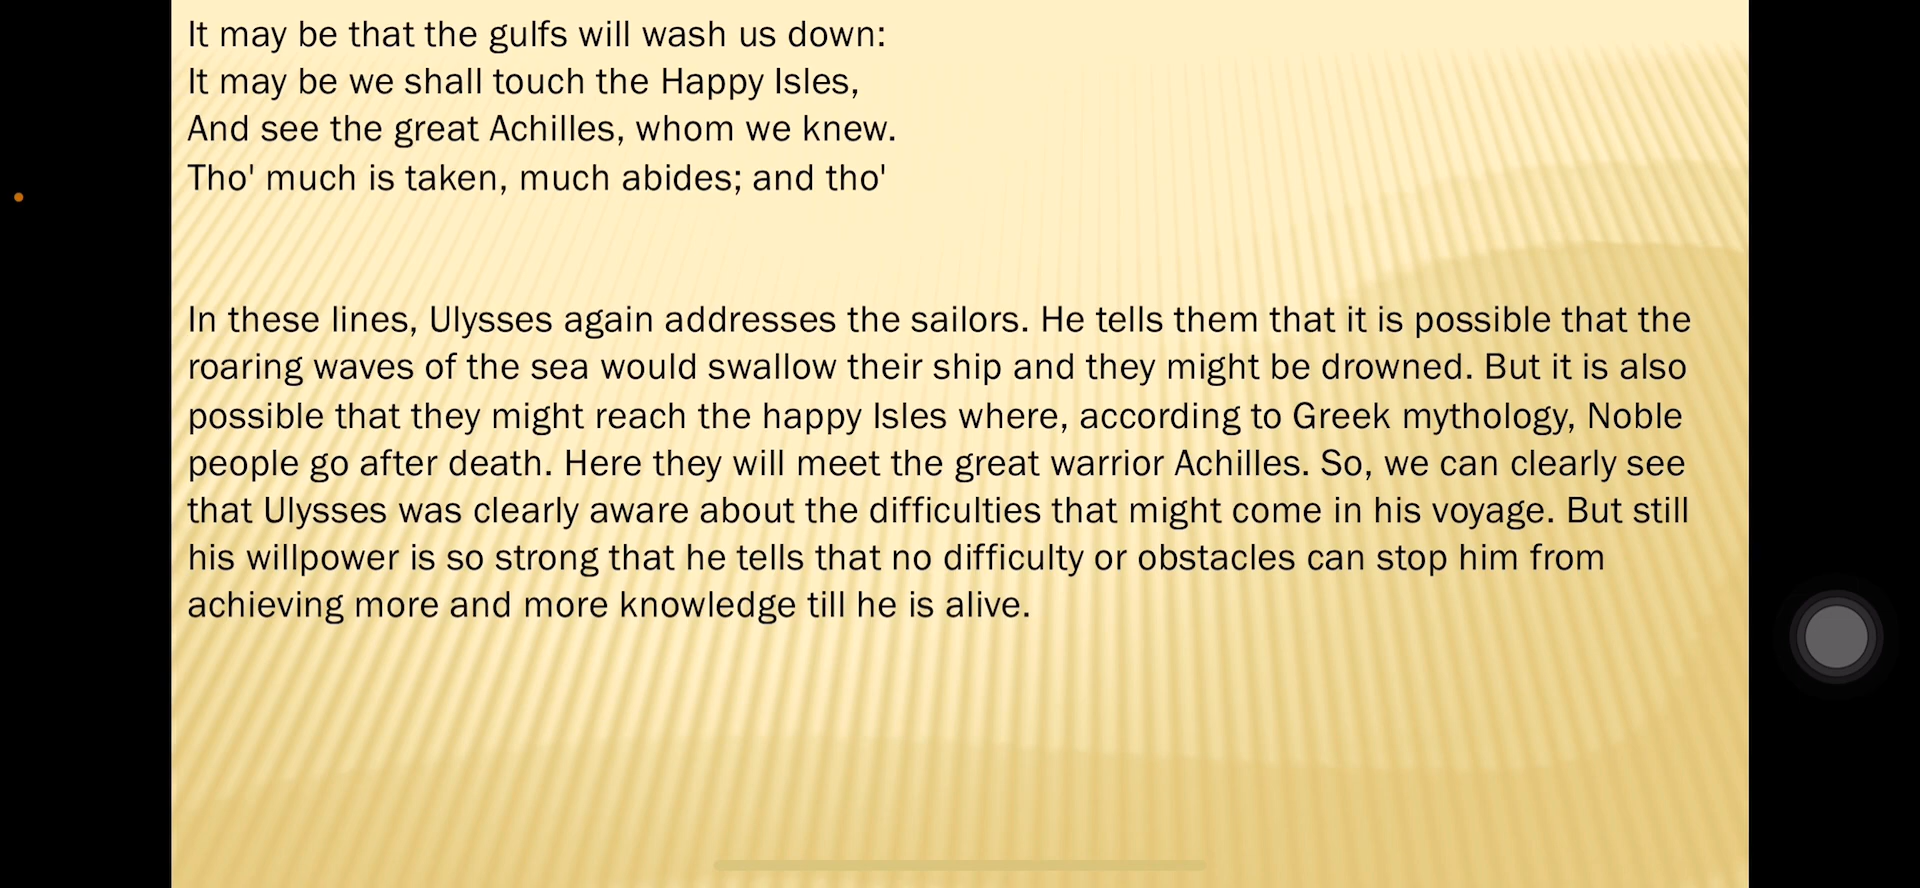 It may be that the gulfs will wash us down:
It may be we shall touch the Happy Isles,
And see the great Achilles, whom we knew.
Tho' much is taken, much abides; and tho'
In these lines, Ulysses again addresses the sailors. He tells them that it is possible that the
roaring waves of the sea would swallow their ship and they might be drowned. But it is also
possible that they might reach the happy Isles where, according to Greek mythology, Noble
people go after death. Here they will meet the great warrior Achilles. So, we can clearly see
that Ulysses was clearly aware about the difficulties that might come in his voyage. But still
his willpower is so strong that he tells that no difficulty or obstacles can stop him from
achieving more and more knowledge till he is alive.